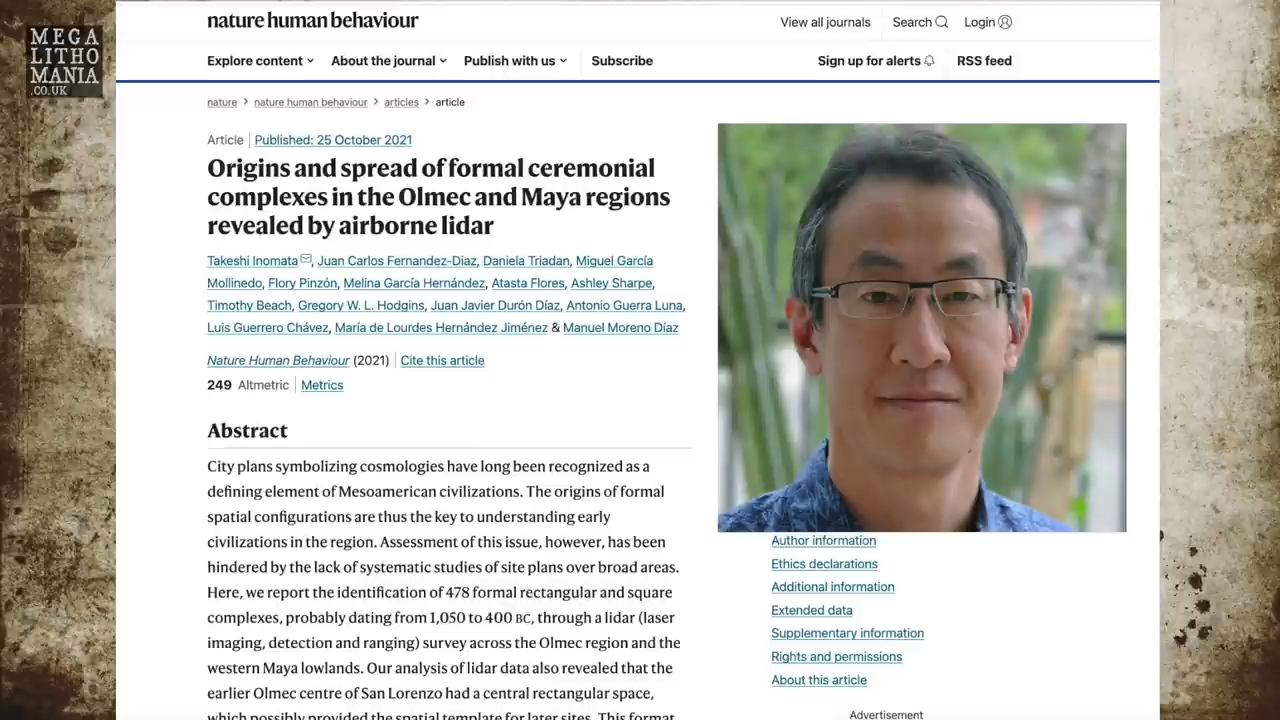 MEGA
LITHO
MANIA
.CO.UK
nature human behaviour
View all journals Search Login
Explore content About the journal Publish with us Subscribe
Sign up for alerts RSS feed
nature > nature human behaviour > articles > article
Article | Published: 25 October 2021
Origins and spread of formal ceremonial
complexes in the Olmec and Maya regions
revealed by airborne lidar
Takeshi Inomata, Juan Carlos Fernandez-Diaz, Daniela Triadan, Miguel García
Mollinedo, Flory Pinzón, Melina García Hernández, Atasta Flores, Ashley Sharpe,
Timothy Beach, Gregory W. L. Hodgins, Juan Javier Durón Díaz, Antonio Guerra Luna,
Luis Guerrero Chávez, María de Lourdes Hernández Jiménez & Manuel Moreno Díaz
Nature Human Behaviour (2021) | Cite this article
249 Altmetric | Metrics
Abstract
City plans symbolizing cosmologies have long been recognized as a
defining element of Mesoamerican civilizations. The origins of formal
spatial configurations are thus the key to understanding early
civilizations in the region. Assessment of this issue, however, has been
hindered by the lack of systematic studies of site plans over broad areas.
Here, we report the identification of 478 formal rectangular and square
complexes, probably dating from 1,050 to 400 BC, through a lidar (laser
imaging, detection and ranging) survey across the Olmec region and the
western Maya lowlands. Our analysis of lidar data also revealed that the
earlier Olmec centre of San Lorenzo had a central rectangular space,
which possibly provided the spatial template for later sites. This format
Author information
Ethics declarations
Additional information
Extended data
Supplementary information
Rights and permissions
About this article
Advertisement